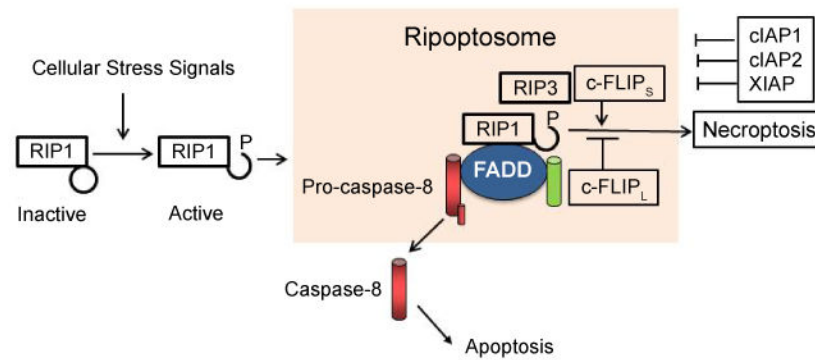 Ripoptosome
cIAP1
cIAP2
XIAP
Cellular Stress Signals
RIP3
c-FLIPS
RIP1
P
RIP1
P
RIP1
P
Necroptosis
FADD
Inactive
Active
Pro-caspase-8
c-FLIPL
Caspase-8
Apoptosis